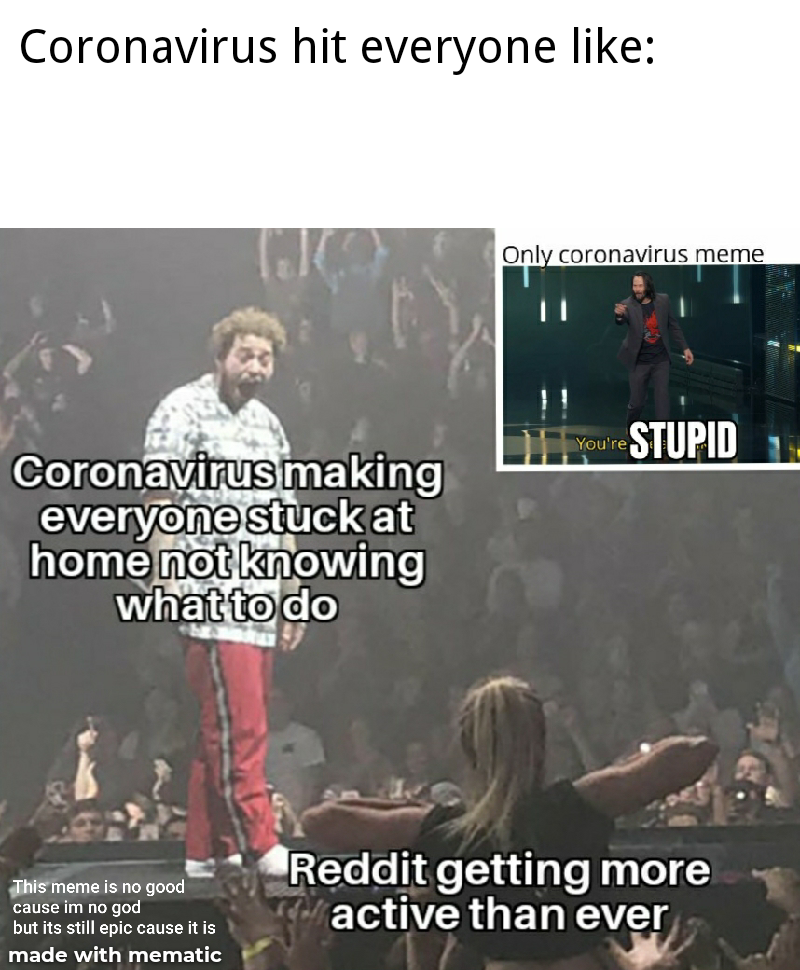 Coronavirus hit everyone like:
Only coronavirus meme
You're STUPID
Coronavirus making
everyone stuck at
home not knowing
what to do
Reddit getting more
active than ever
This meme is no good
cause im no god
but its still epic cause it is
made with mematic